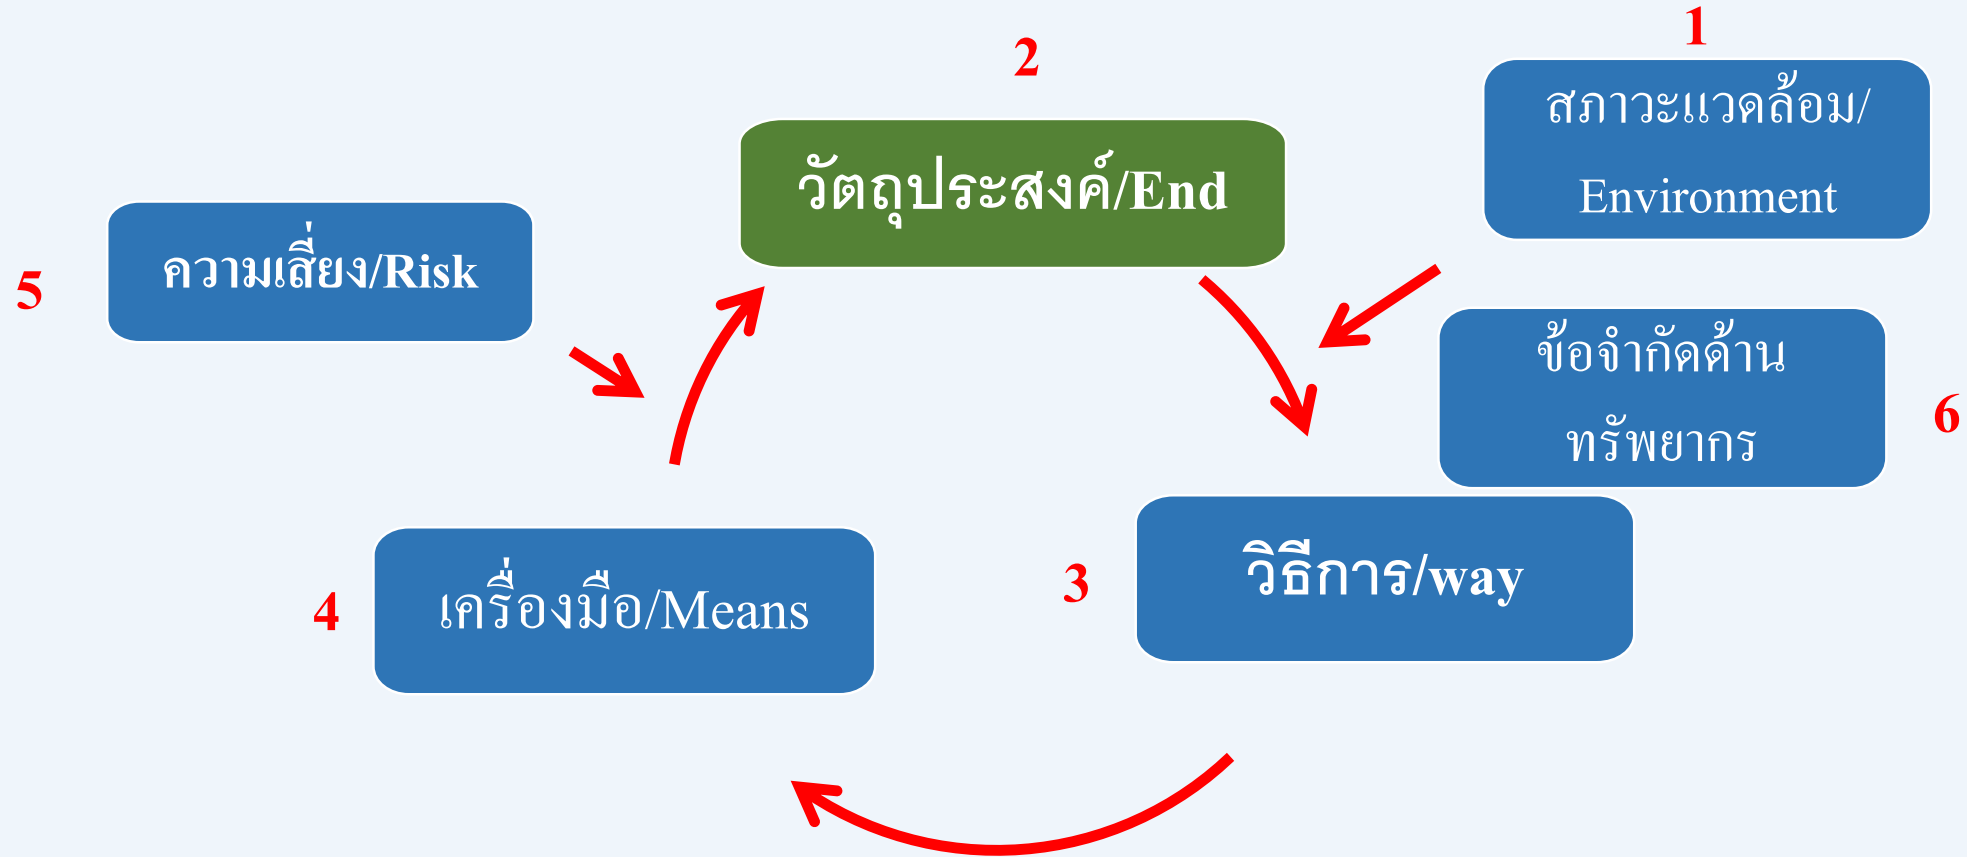 1
สภาวะแวดล้อม/
Environment
2
วัตถุประสงค์/End
5
ความเสี่ยง/Risk
ข้อจำกัดด้าน
ทรัพยากร
6
3
วิธีการ/way
4
เครื่องมือ/Means